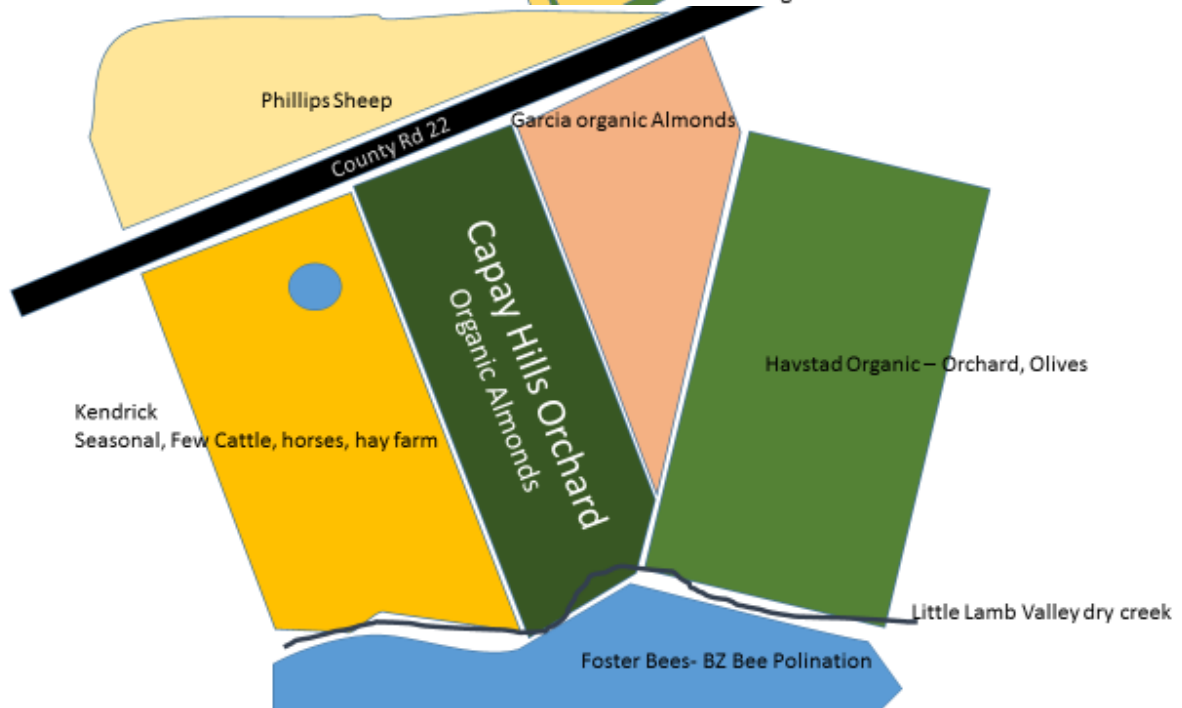 Phillips Sheep
County Rd 22
Garcia organic Almonds
Capay Hills Orchard
Organic Almonds
Havstad Organic – Orchard, Olives
Kendrick
Seasonal, Few Cattle, horses, hay farm
Little Lamb Valley dry creek
Foster Bees- BZ Bee Polination